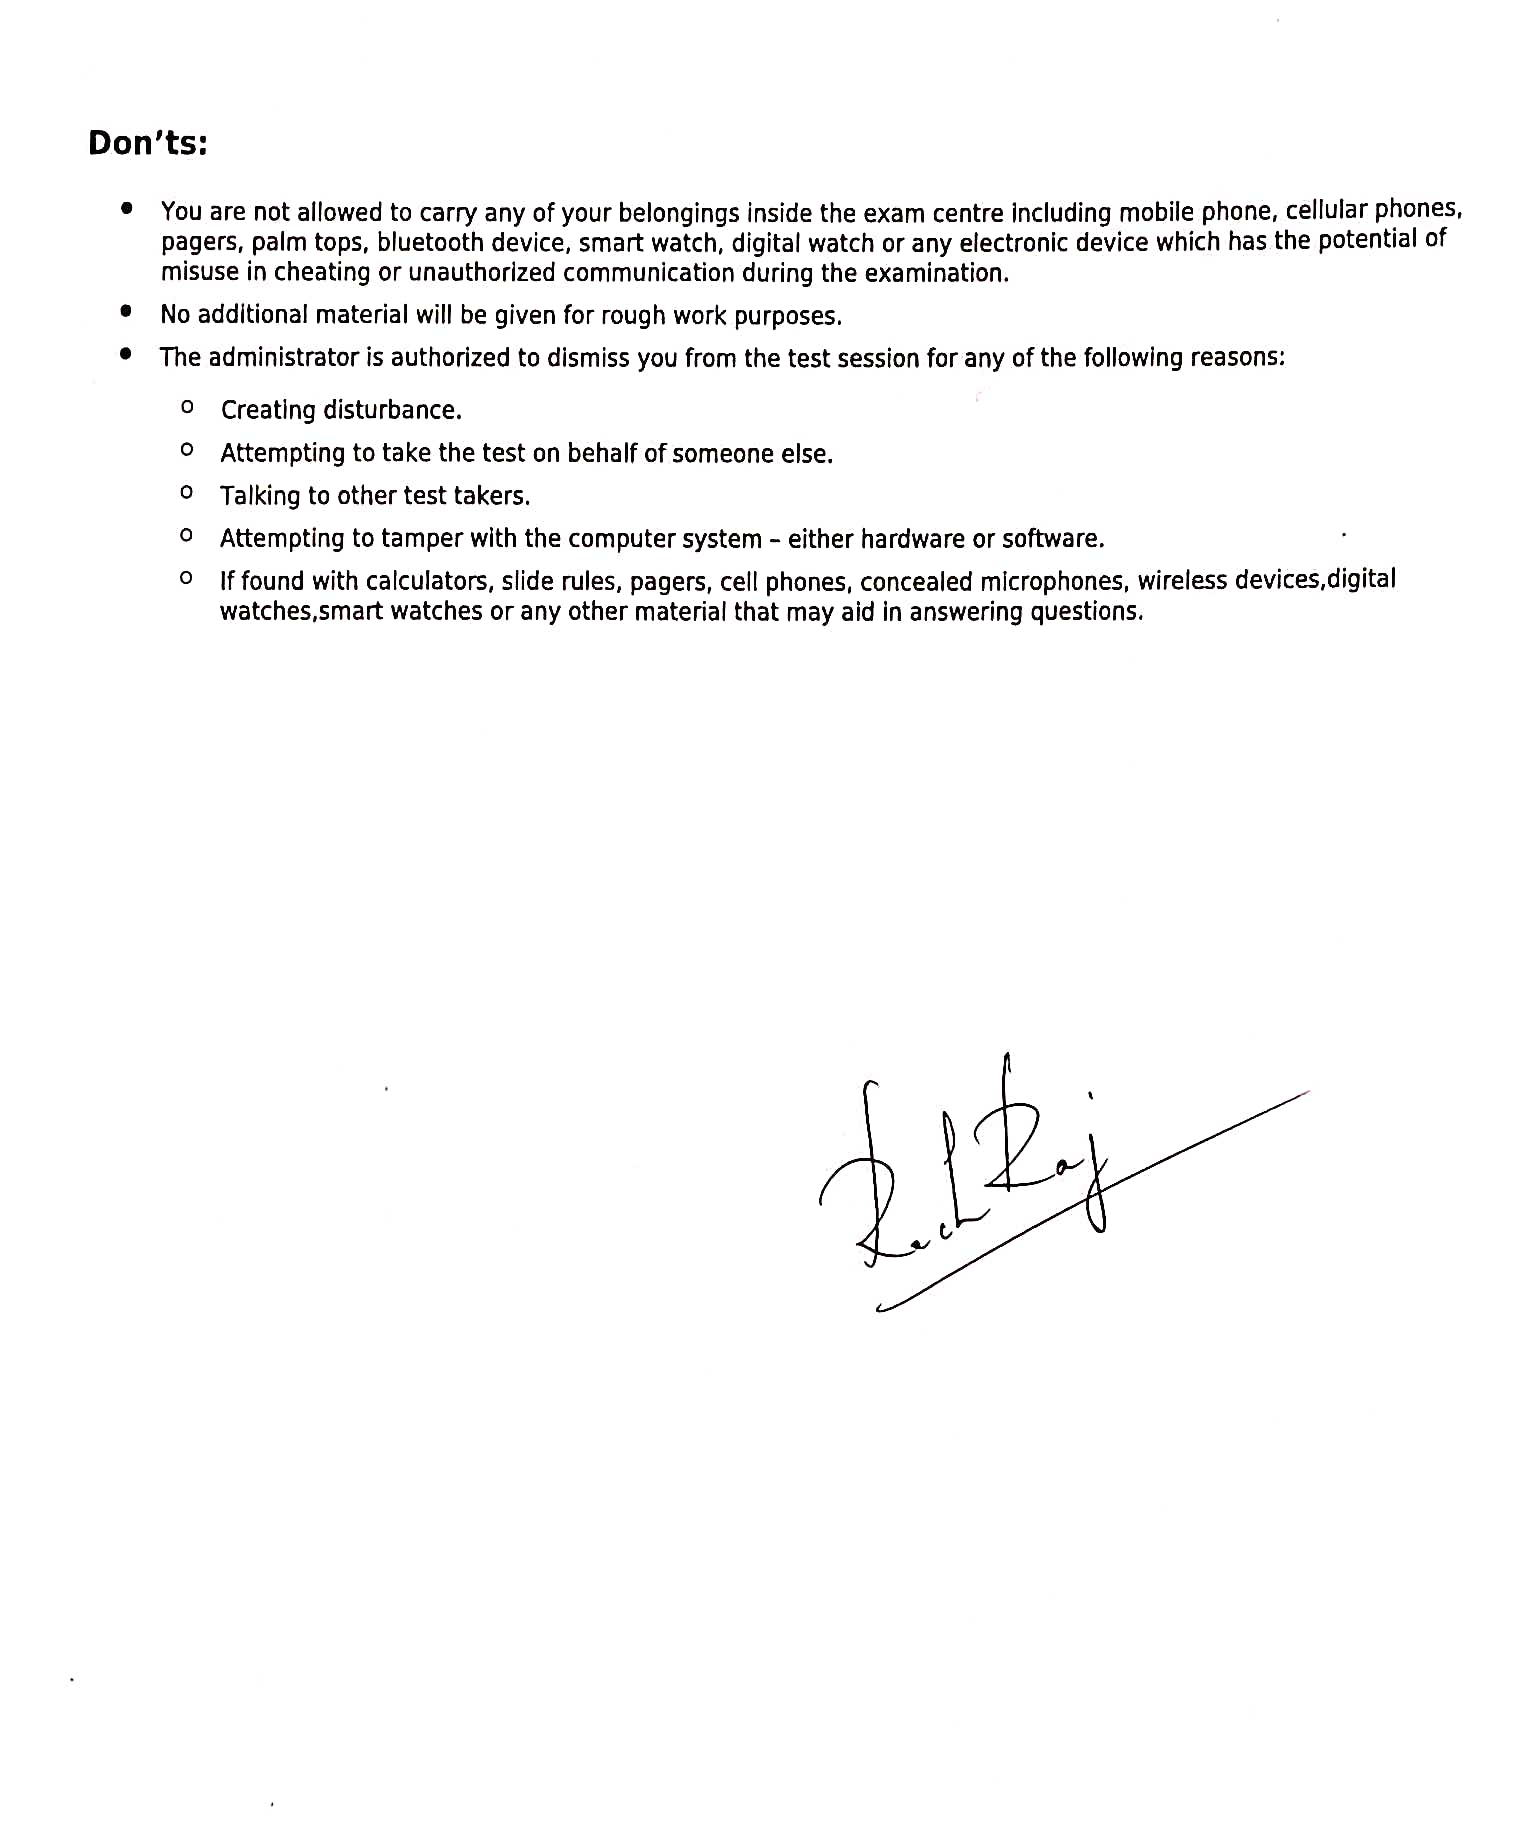 Don'ts:
● You are not allowed to carry any of your belongings inside the exam centre including mobile phone, cellular phones,
pagers, palm tops, bluetooth device, smart watch, digital watch or any electronic device which has the potential of
misuse in cheating or unauthorized communication during the examination.
● No additional material will be given for rough work purposes.
● The administrator is authorized to dismiss you from the test session for any of the following reasons:
o Creating disturbance.
o Attempting to take the test on behalf of someone else.
o Talking to other test takers.
o Attempting to tamper with the computer system – either hardware or software.
o If found with calculators, slide rules, pagers, cell phones, concealed microphones, wireless devices,digital
watches,smart watches or any other material that may aid in answering questions.
Raj